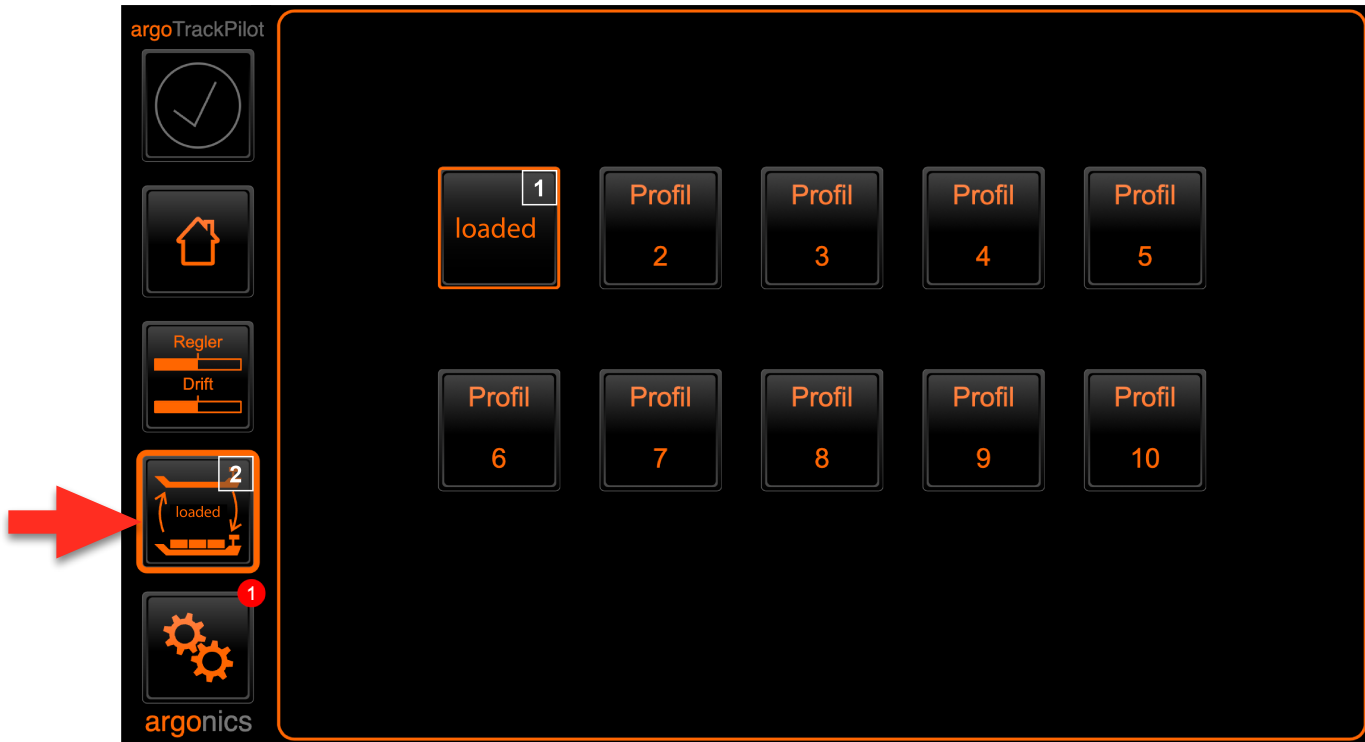 argoTrackPilot
Regler
Drift
2
loaded
1
argonics
1
loaded
Profil
2
Profil
3
Profil
4
Profil
5
Profil
6
Profil
7
Profil
8
Profil
9
Profil
10